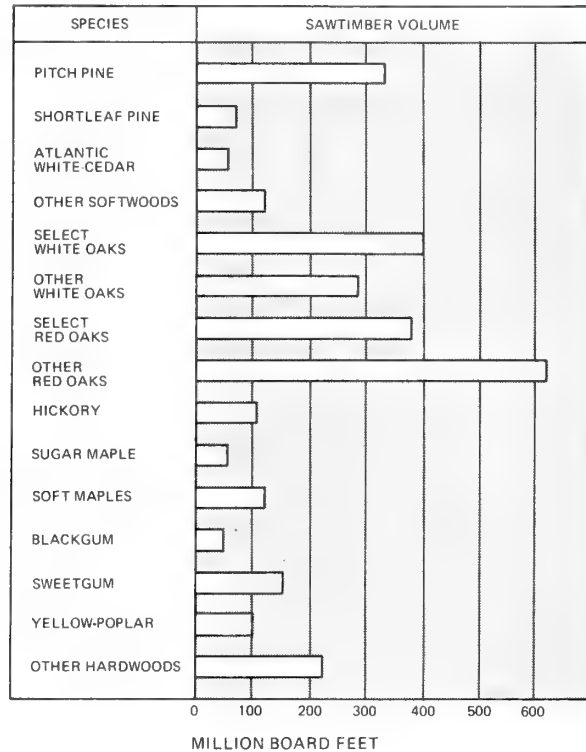 SPECIES SAWTIMBER VOLUME
PITCH PINE
SHORTLEAF PINE
ATLANTIC
WHITE-CEDAR
OTHER SOFTWOODS
SELECT
WHITE OAKS
OTHER
WHITE OAKS
SELECT
RED OAKS
OTHER
RED OAKS
HICKORY
SUGAR MAPLE
SOFT MAPLES
BLACKGUM
SWEETGUM
YELLOW-POPLAR
OTHER HARDWOODS
0 100 200 300 400 500 600
MILLION BOARD FEET